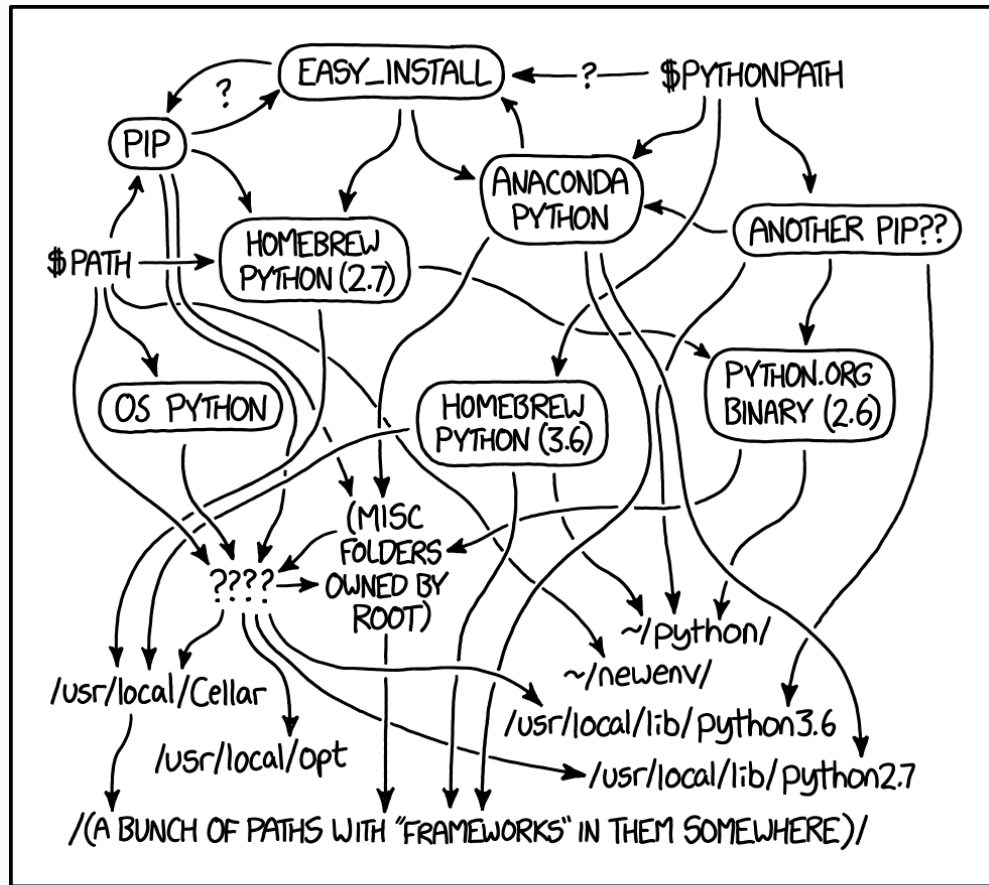 EASY_INSTALL
?
$PYTHONPATH
?
PIP
ANACONDA
PYTHON
ANOTHER PIP??
HOMEBREW
PYTHON (2.7)
$PATH
OS PYTHON
HOMEBREW
PYTHON (3.6)
PYTHON.ORG
BINARY (2.6)
(MISC
FOLDERS
OWNED BY
ROOT)
????
~/python/
~/newenv/
/usr/local/Cellar
/usr/local/lib/python3.6
/usr/local/opt
/usr/local/lib/python2.7
/(A BUNCH OF PATHS WITH "FRAMEWORKS" IN THEM SOMEWHERE)/